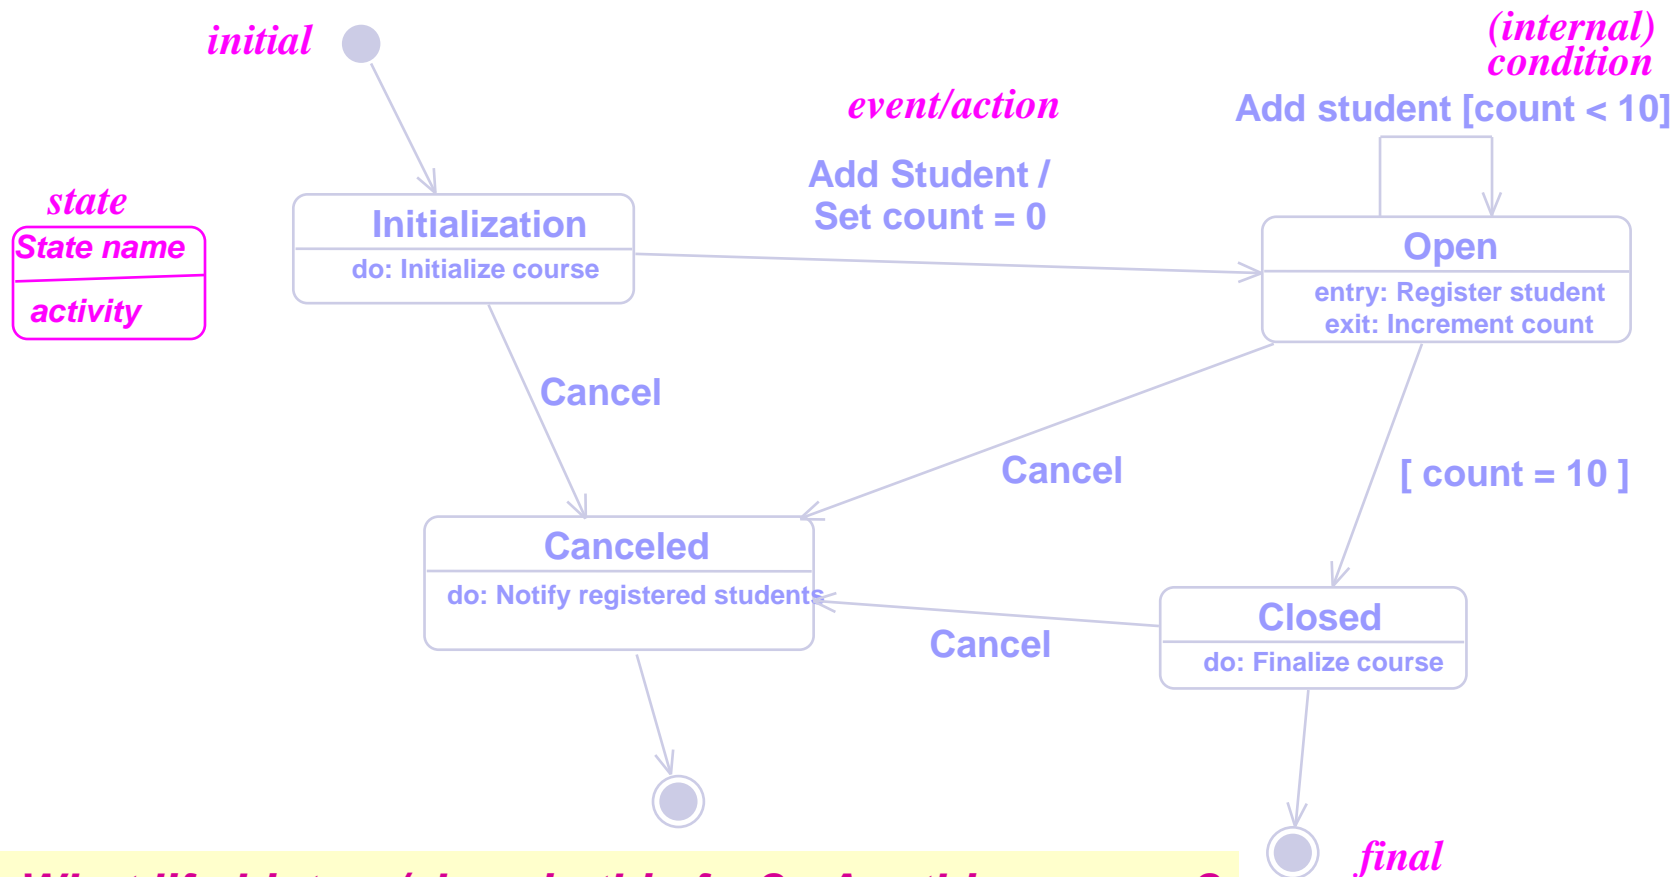 initial
(internal)
condition
event/action
Add student [count < 10]
Add Student /
Set count = 0
state
State name
activity
Initialization
do: Initialize course
Open
entry: Register student
exit: Increment count
Cancel
Cancel
[ count = 10 ]
Canceled
do: Notify registered students
Closed
do: Finalize course
Cancel
final